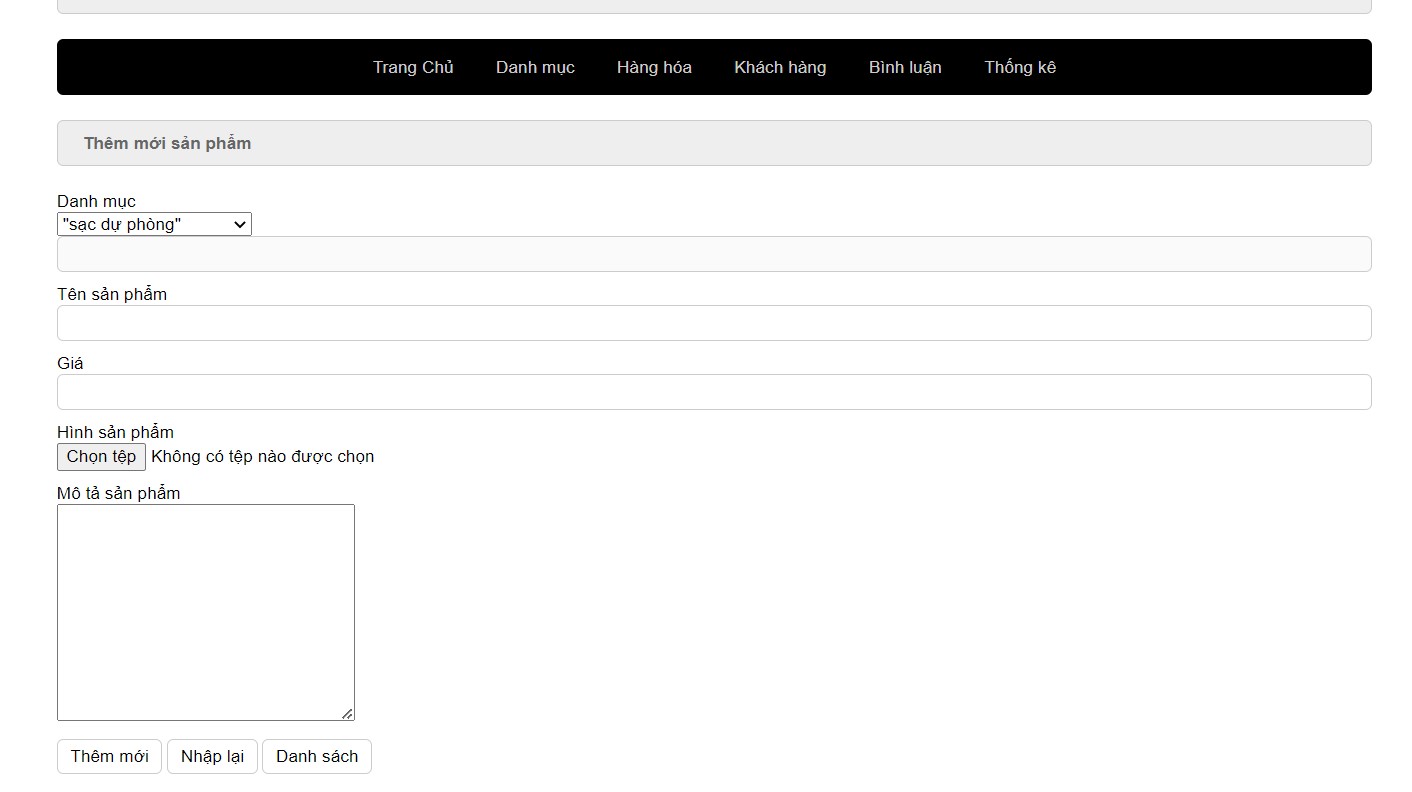 Trang Chủ Danh mục Hàng hóa Khách hàng Bình luận Thống kê
Thêm mới sản phẩm
Danh mục
"sạc dự phòng"
Tên sản phẩm
Giá
Hình sản phẩm
Chọn tệp Không có tệp nào được chọn
Mô tả sản phẩm
Thêm mới Nhập lại Danh sách